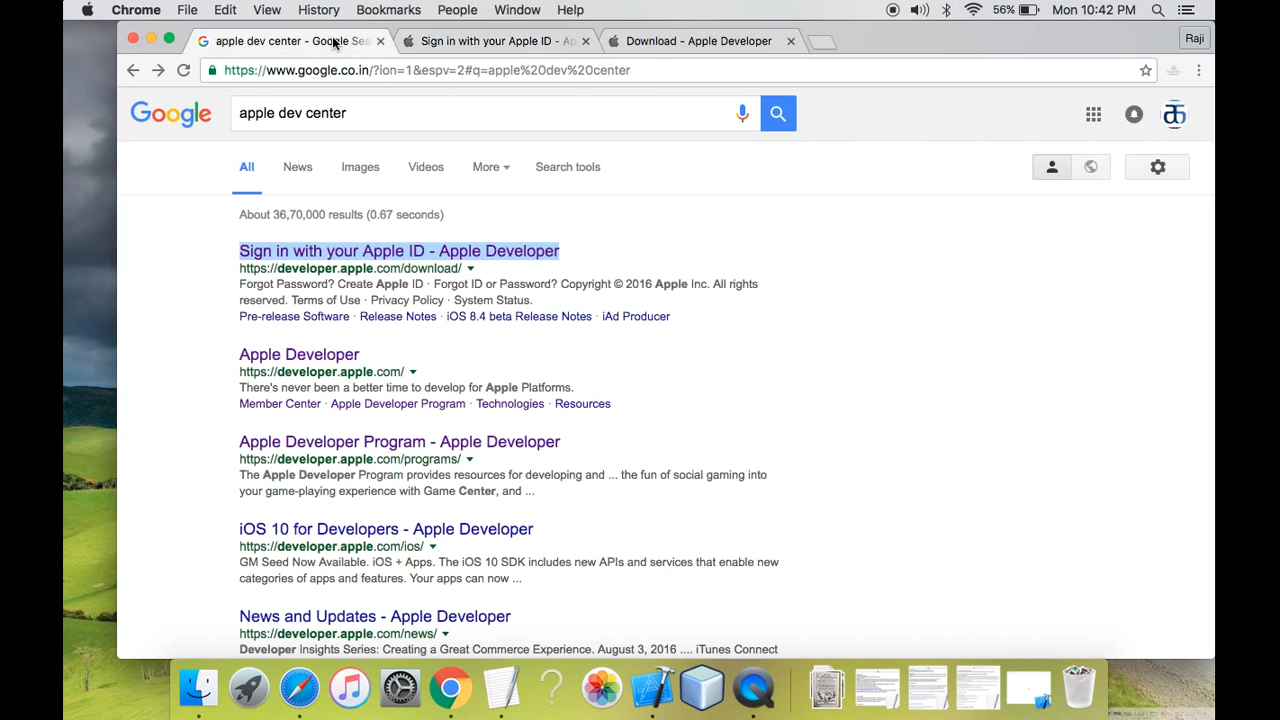 Chrome File Edit View History Bookmarks People Window Help 56% Mon 10:42 PM
apple dev center - Google Sea Sign in with your Apple ID - Ap Download - Apple Developer Raji
https://www.google.co.in/?ion=1&espv=2#q=apple%20dev%20center
Google apple dev center
All News Images Videos More Search tools
About 36,70,000 results (0.67 seconds)
Sign in with your Apple ID - Apple Developer
https://developer.apple.com/download/
Forgot Password? Create Apple ID · Forgot ID or Password? Copyright © 2016 Apple Inc. All rights
reserved. Terms of Use · Privacy Policy · System Status.
Pre-release Software · Release Notes · iOS 8.4 beta Release Notes · iAd Producer
Apple Developer
https://developer.apple.com/
There's never been a better time to develop for Apple Platforms.
Member Center · Apple Developer Program · Technologies · Resources
Apple Developer Program - Apple Developer
https://developer.apple.com/programs/
The Apple Developer Program provides resources for developing and ... the fun of social gaming into
your game-playing experience with Game Center, and ...
iOS 10 for Developers - Apple Developer
https://developer.apple.com/ios/
GM Seed Now Available. iOS + Apps. The iOS 10 SDK includes new APIs and services that enable new
categories of apps and features. Your apps can now ...
News and Updates - Apple Developer
https://developer.apple.com/news/
Developer Insights Series: Creating a Great Commerce Experience. August 3, 2016 .... iTunes Connect